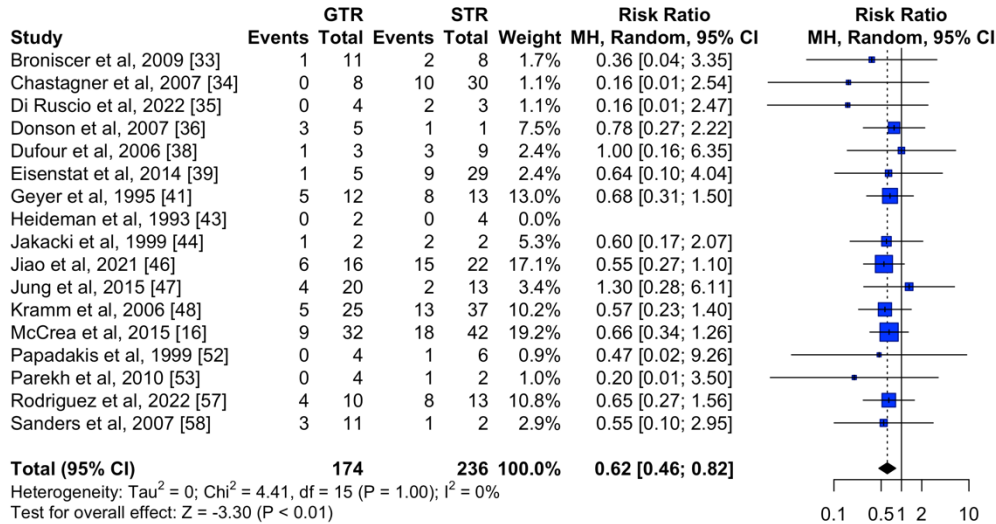 GTR STR Risk Ratio Risk Ratio
Study Events Total Events Total Weight MH, Random, 95% CI MH, Random, 95% CI
Broniscer et al, 2009 [33] 1 11 2 8 1.7% 0.36 [0.04; 3.35]
Chastagner et al, 2007 [34] 0 8 10 30 1.1% 0.16 [0.01; 2.54]
Di Ruscio et al, 2022 [35] 0 4 2 3 1.1% 0.16 [0.01; 2.47]
Donson et al, 2007 [36] 3 5 1 1 7.5% 0.78 [0.27; 2.22]
Dufour et al, 2006 [38] 1 3 3 9 2.4% 1.00 [0.16; 6.35]
Eisenstat et al, 2014 [39] 1 5 9 29 2.4% 0.64 [0.10; 4.04]
Geyer et al, 1995 [41] 5 12 8 13 13.0% 0.68 [0.31; 1.50]
Heideman et al, 1993 [43] 0 2 0 4 0.0%
Jakacki et al, 1999 [44] 1 2 2 2 5.3% 0.60 [0.17; 2.07]
Jiao et al, 2021 [46] 6 16 15 22 17.1% 0.55 [0.27; 1.10]
Jung et al, 2015 [47] 4 20 2 13 3.4% 1.30 [0.28; 6.11]
Kramm et al, 2006 [48] 5 25 13 37 10.2% 0.57 [0.23; 1.40]
McCrea et al, 2015 [16] 9 32 18 42 19.2% 0.66 [0.34; 1.26]
Papadakis et al, 1999 [52] 0 4 1 6 0.9% 0.47 [0.02; 9.26]
Parekh et al, 2010 [53] 0 4 1 2 1.0% 0.20 [0.01; 3.50]
Rodriguez et al, 2022 [57] 4 10 8 13 10.8% 0.65 [0.27; 1.56]
Sanders et al, 2007 [58] 3 11 1 2 2.9% 0.55 [0.10; 2.95]
Total (95% CI) 174 236 100.0% 0.62 [0.46; 0.82]
Heterogeneity: Tau² = 0; Chi² = 4.41, df = 15 (P = 1.00); I² = 0%
Test for overall effect: Z = -3.30 (P < 0.01)
0.1 0.5 1 2 10